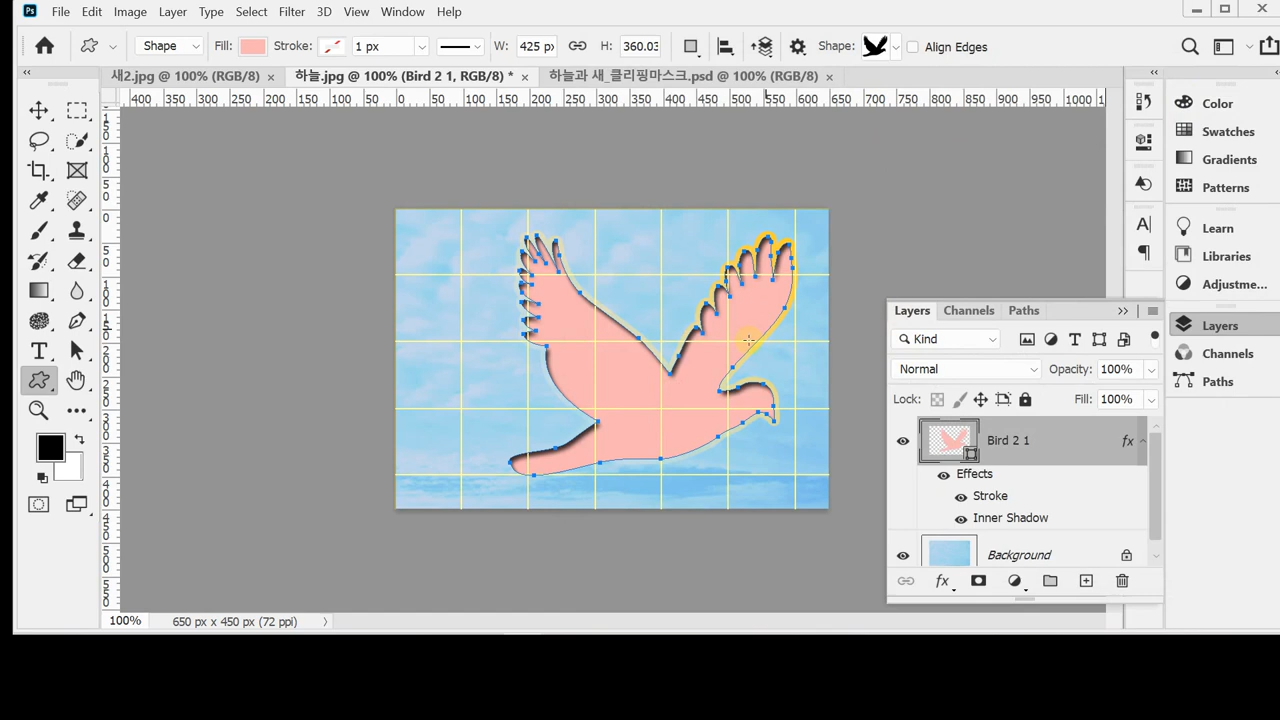 Ps File Edit Image Layer Type Select Filter 3D View Window Help
Shape Fill: Stroke: 1 px W: 425 px H: 360.03 Shape: Align Edges
새2.jpg @ 100% (RGB/8) × 하늘.jpg @ 100% (Bird 2 1, RGB/8) * × 하늘과 새_클리핑마스크.psd @ 100% (RGB/8) ×
400 350 300 250 200 150 100 50 0 50 100 150 200 250 300 350 400 450 500 550 600 650 700 750 800 850 900 950 1000 1
Color
Swatches
Gradients
Patterns
Learn
Libraries
Adjustme...
Layers
Channels
Paths
Layers Channels Paths
Kind
Normal Opacity: 100%
Lock: Fill: 100%
Bird 2 1 fx
Effects
Stroke
Inner Shadow
Background
fx
100% 650 px x 450 px (72 ppi)